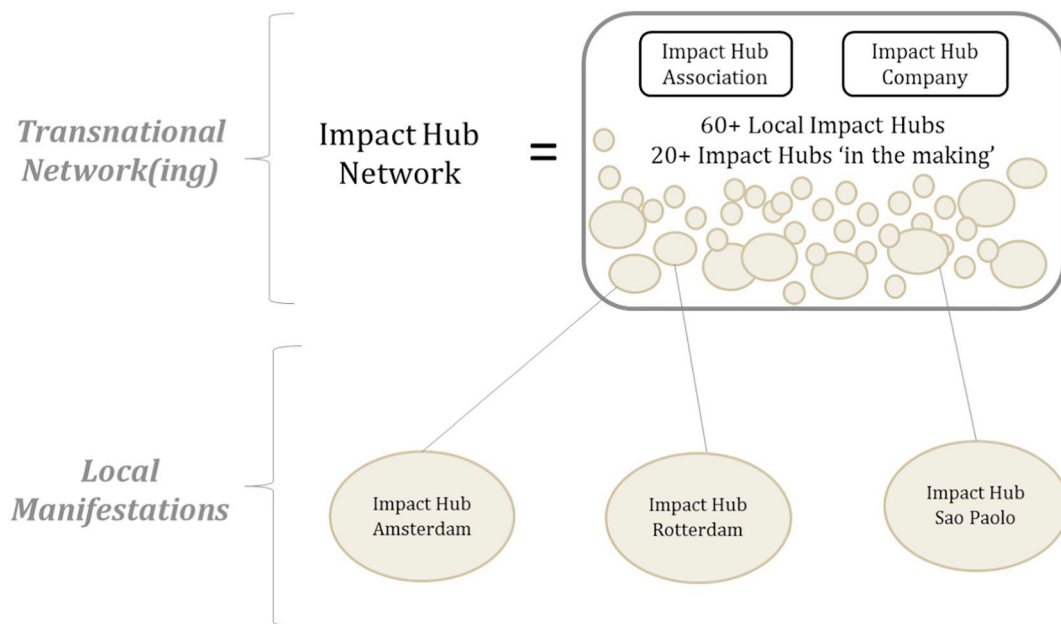 Transnational
Network(ing)
Impact Hub
Network
=
Impact Hub
Association
Impact Hub
Company
60+ Local Impact Hubs
20+ Impact Hubs ‘in the making’
Local
Manifestations
Impact Hub
Amsterdam
Impact Hub
Rotterdam
Impact Hub
Sao Paolo